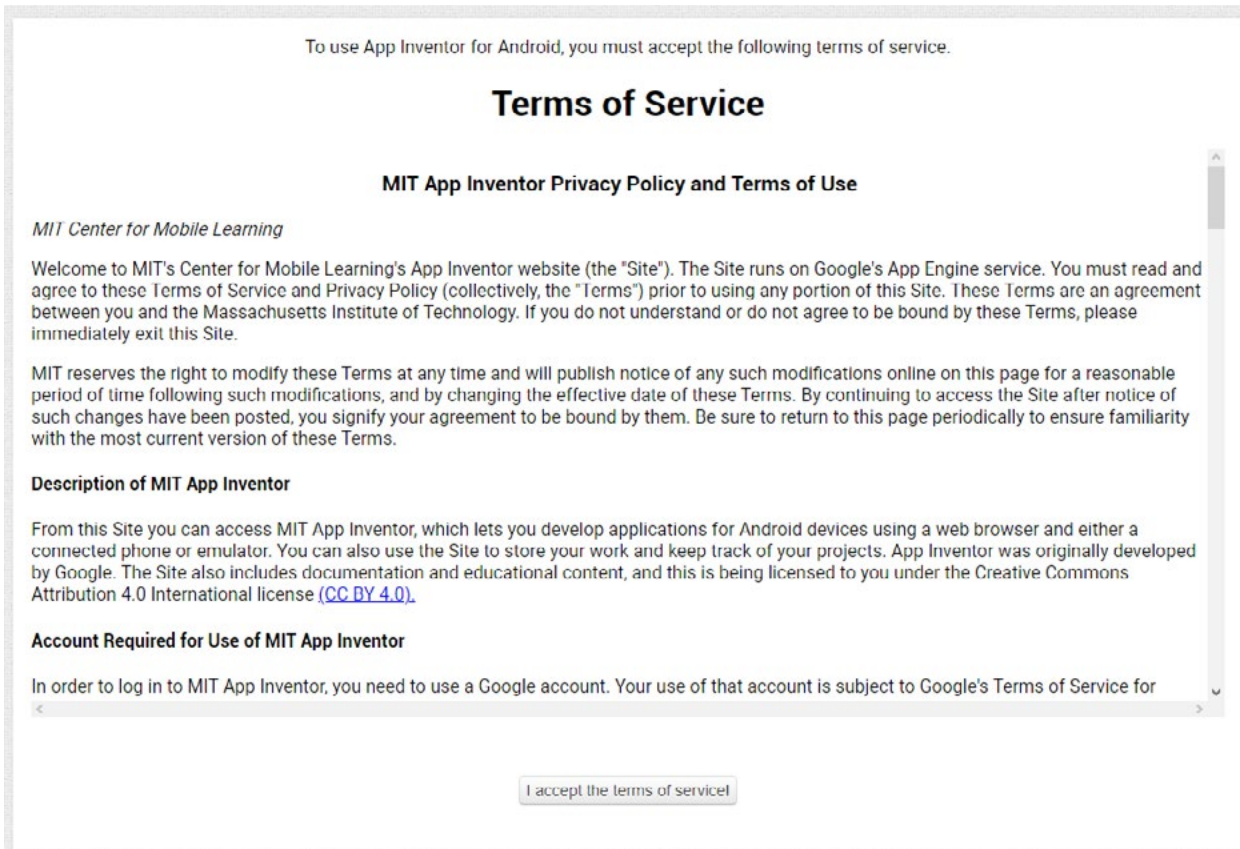 To use App Inventor for Android, you must accept the following terms of service.
Terms of Service
MIT App Inventor Privacy Policy and Terms of Use
MIT Center for Mobile Learning
Welcome to MIT's Center for Mobile Learning's App Inventor website (the "Site"). The Site runs on Google's App Engine service. You must read and
agree to these Terms of Service and Privacy Policy (collectively, the "Terms") prior to using any portion of this Site. These Terms are an agreement
between you and the Massachusetts Institute of Technology. If you do not understand or do not agree to be bound by these Terms, please
immediately exit this Site.
MIT reserves the right to modify these Terms at any time and will publish notice of any such modifications online on this page for a reasonable
period of time following such modifications, and by changing the effective date of these Terms. By continuing to access the Site after notice of
such changes have been posted, you signify your agreement to be bound by them. Be sure to return to this page periodically to ensure familiarity
with the most current version of these Terms.
Description of MIT App Inventor
From this Site you can access MIT App Inventor, which lets you develop applications for Android devices using a web browser and either a
connected phone or emulator. You can also use the Site to store your work and keep track of your projects. App Inventor was originally developed
by Google. The Site also includes documentation and educational content, and this is being licensed to you under the Creative Commons
Attribution 4.0 International license (CC BY 4.0).
Account Required for Use of MIT App Inventor
In order to log in to MIT App Inventor, you need to use a Google account. Your use of that account is subject to Google's Terms of Service for
I accept the terms of service!